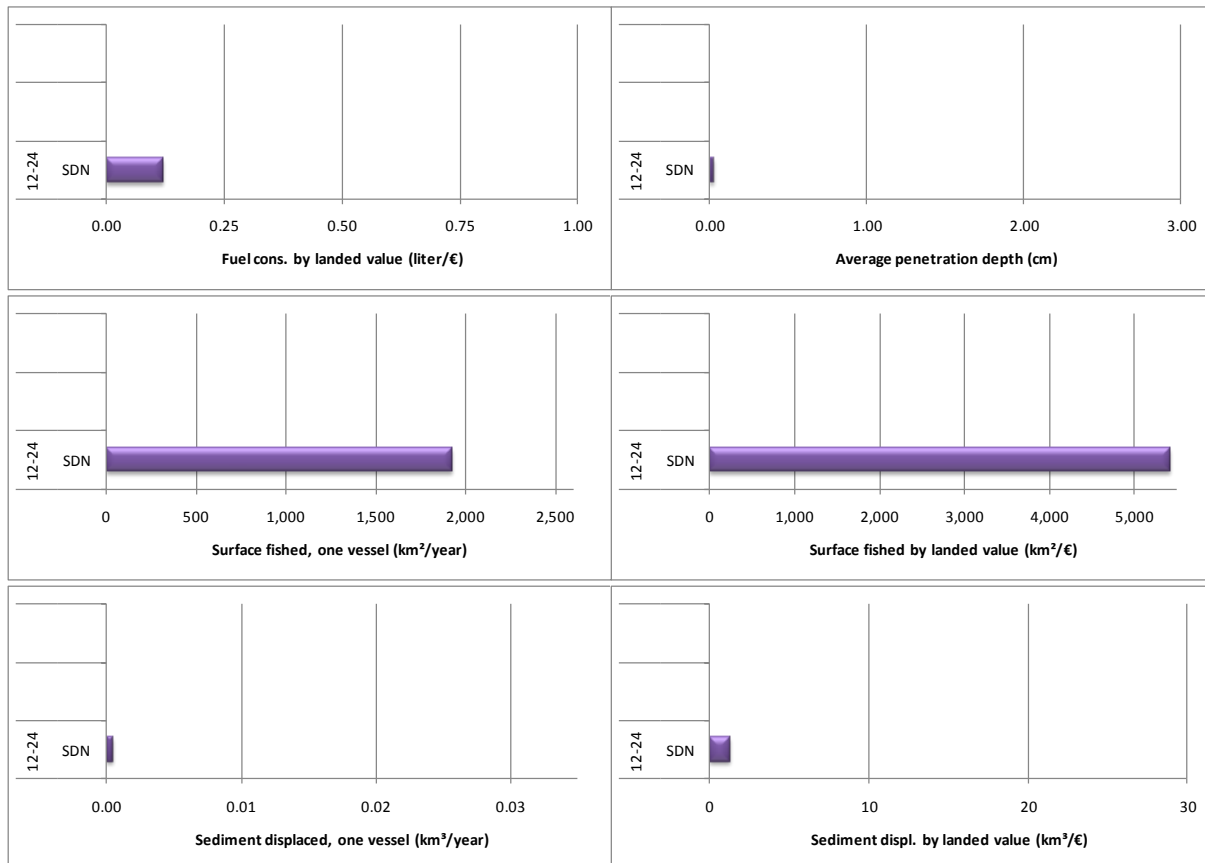 12-24
SDN
0.00 0.25 0.50 0.75 1.00
Fuel cons. by landed value (liter/€)
12-24
SDN
0.00 1.00 2.00 3.00
Average penetration depth (cm)
12-24
SDN
0 500 1,000 1,500 2,000 2,500
Surface fished, one vessel (km²/year)
12-24
SDN
0 1,000 2,000 3,000 4,000 5,000
Surface fished by landed value (km²/€)
12-24
SDN
0.00 0.01 0.02 0.03
Sediment displaced, one vessel (km³/year)
12-24
SDN
0 10 20 30
Sediment displ. by landed value (km³/€)